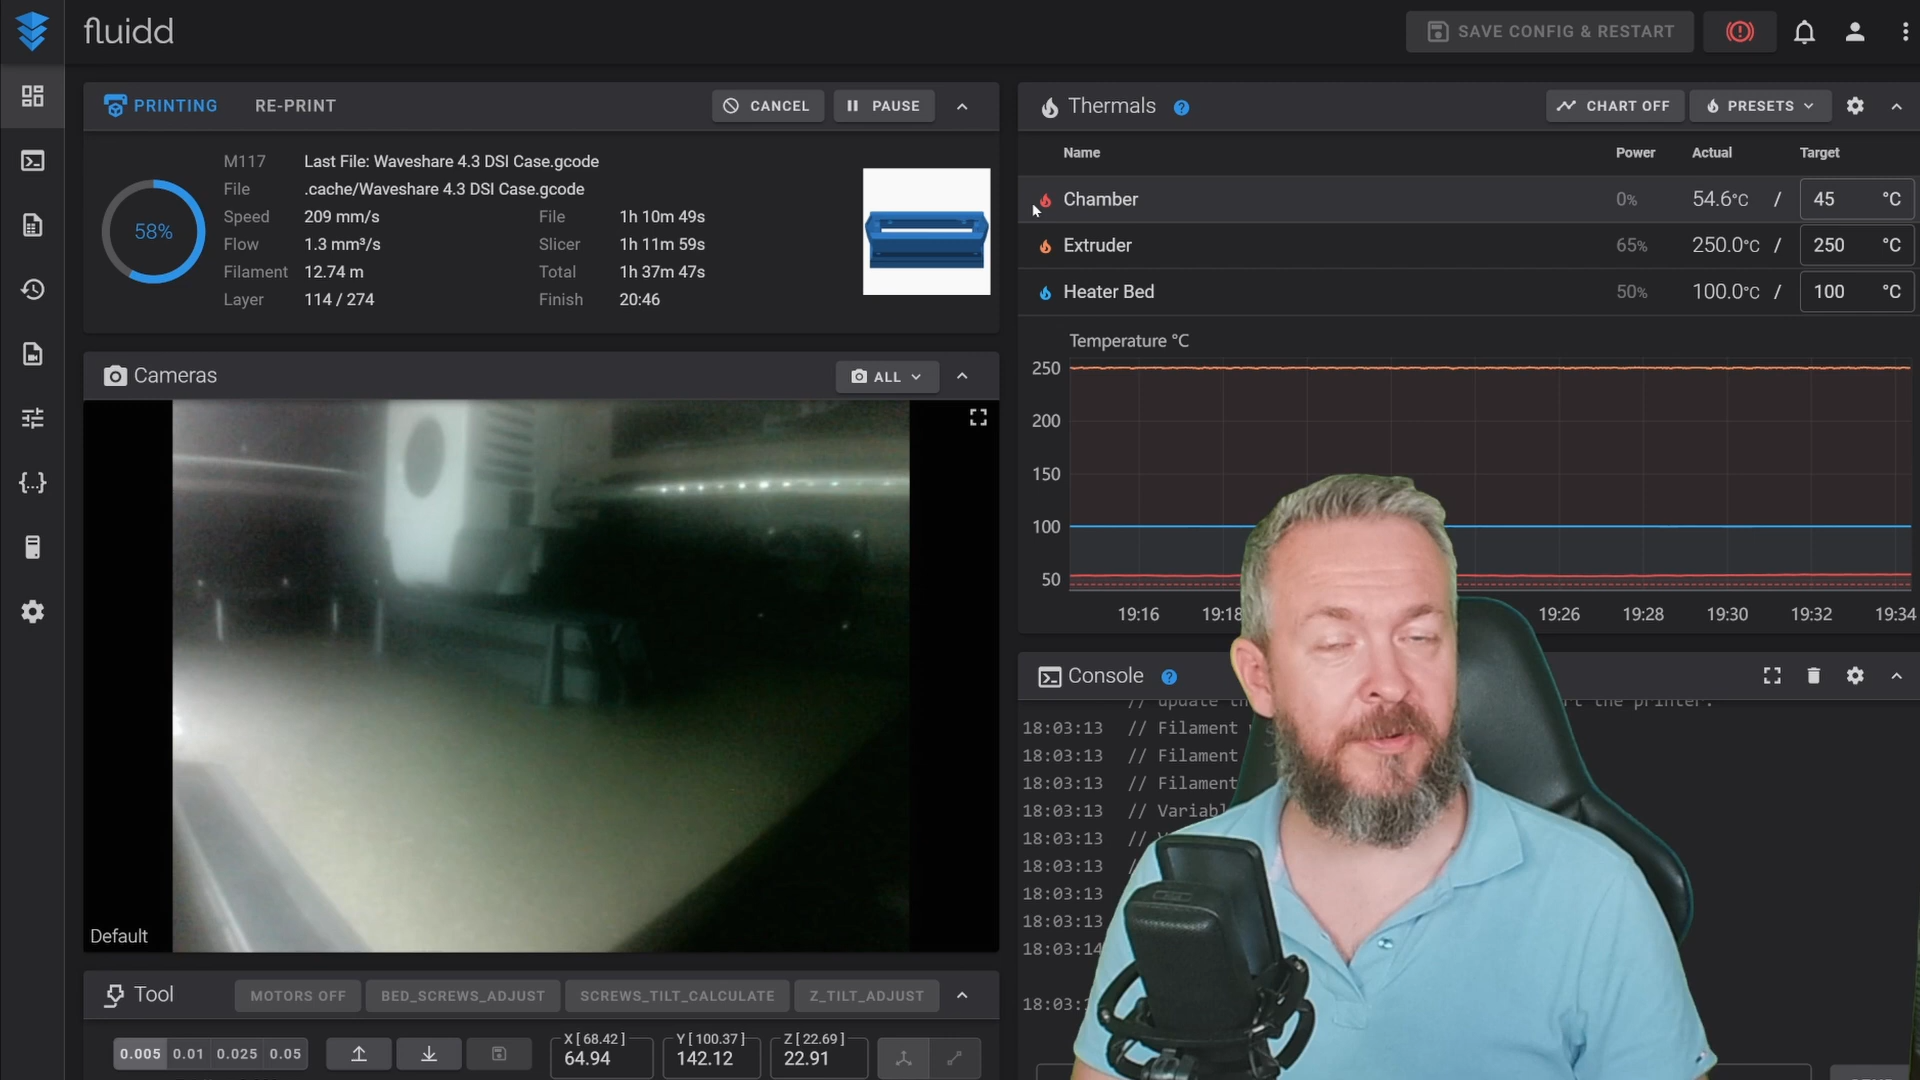 fluidd
SAVE CONFIG & RESTART
PRINTING
RE-PRINT
CANCEL
PAUSE
58%
M117 Last File: Waveshare 4.3 DSI Case.gcode
File .cache/Waveshare 4.3 DSI Case.gcode
Speed 209 mm/s File 1h 10m 49s
Flow 1.3 mm³/s Slicer 1h 11m 59s
Filament 12.74 m Total 1h 37m 47s
Layer 114 / 274 Finish 20:46
Cameras
ALL
Default
Tool
MOTORS OFF
BED_SCREWS_ADJUST
SCREWS_TILT_CALCULATE
Z_TILT_ADJUST
0.005 0.01 0.025 0.05
X [ 68.42 ] Y [ 100.37 ] Z [ 22.69 ]
64.94 142.12 22.91
Thermals
CHART OFF
PRESETS
Name Power Actual Target
Chamber 0% 54.6°C / 45 °C
Extruder 65% 250.0°C / 250 °C
Heater Bed 50% 100.0°C / 100 °C
Temperature °C
250
200
150
100
50
19:16 19:18 19:26 19:28 19:30 19:32 19:34
Console
// update the printer.
18:03:13 // Filament
18:03:13 // Filament
18:03:13 // Filament
18:03:13 //
18:03:13 //
18:03:13
18:03:13
18:03:13
18:03:14